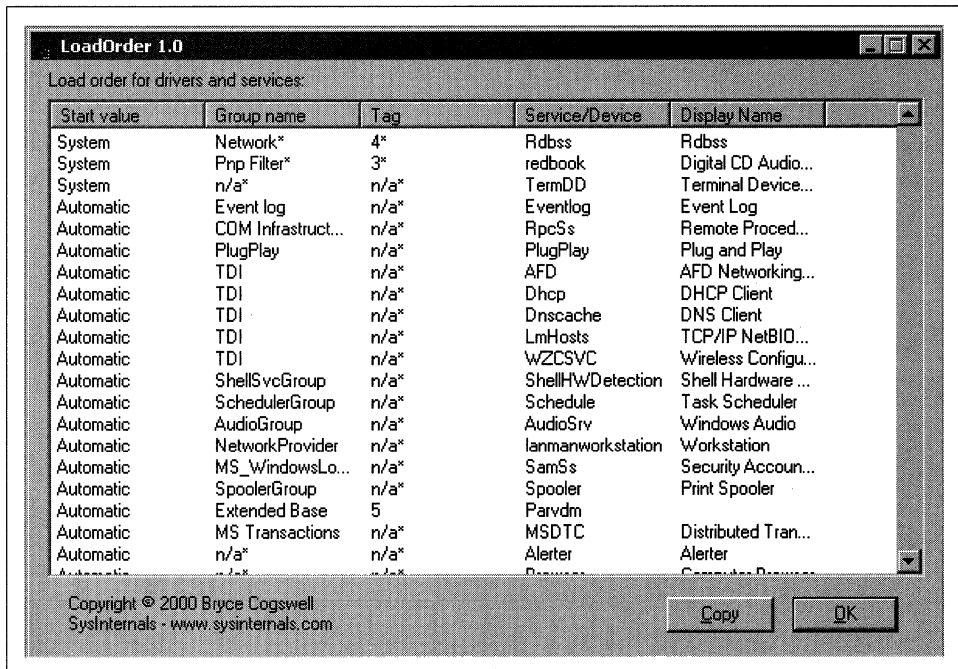 LoadOrder 1.0
Load order for drivers and services:
Start value Group name Tag Service/Device Display Name
System Network* 4* Rdbss Rdbss
System Pnp Filter* 3* redbook Digital CD Audio...
System n/a* n/a* TermDD Terminal Device...
Automatic Event log n/a* Eventlog Event Log
Automatic COM Infrastruct... n/a* RpcSs Remote Proced...
Automatic PlugPlay n/a* PlugPlay Plug and Play
Automatic TDI n/a* AFD AFD Networking...
Automatic TDI n/a* Dhcp DHCP Client
Automatic TDI n/a* Dnscache DNS Client
Automatic TDI n/a* LmHosts TCP/IP NetBIO...
Automatic TDI n/a* WZCSVC Wireless Configu...
Automatic ShellSvcGroup n/a* ShellHWDetection Shell Hardware ...
Automatic SchedulerGroup n/a* Schedule Task Scheduler
Automatic AudioGroup n/a* AudioSrv Windows Audio
Automatic NetworkProvider n/a* lanmanworkstation Workstation
Automatic MS_WindowsLo... n/a* SamSs Security Accoun...
Automatic SpoolerGroup n/a* Spooler Print Spooler
Automatic Extended Base 5 Parvdm
Automatic MS Transactions n/a* MSDTC Distributed Tran...
Automatic n/a* n/a* Alerter Alerter
Copyright © 2000 Bryce Cogswell
SysInternals - www.sysinternals.com
Copy OK